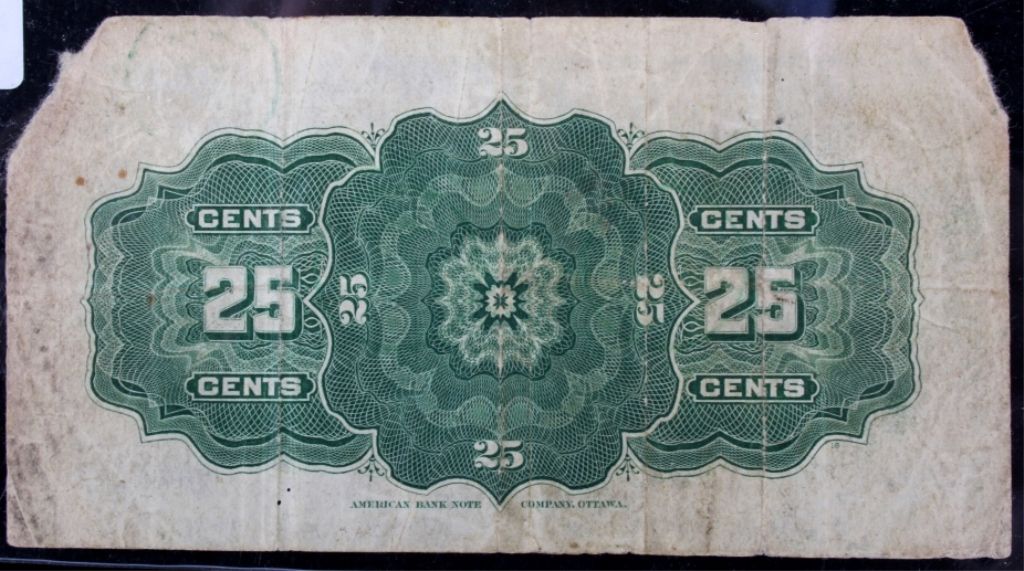 25
CENTS CENTS
25 25 25 25
CENTS CENTS
25
AMERICAN BANK NOTE COMPANY, OTTAWA.